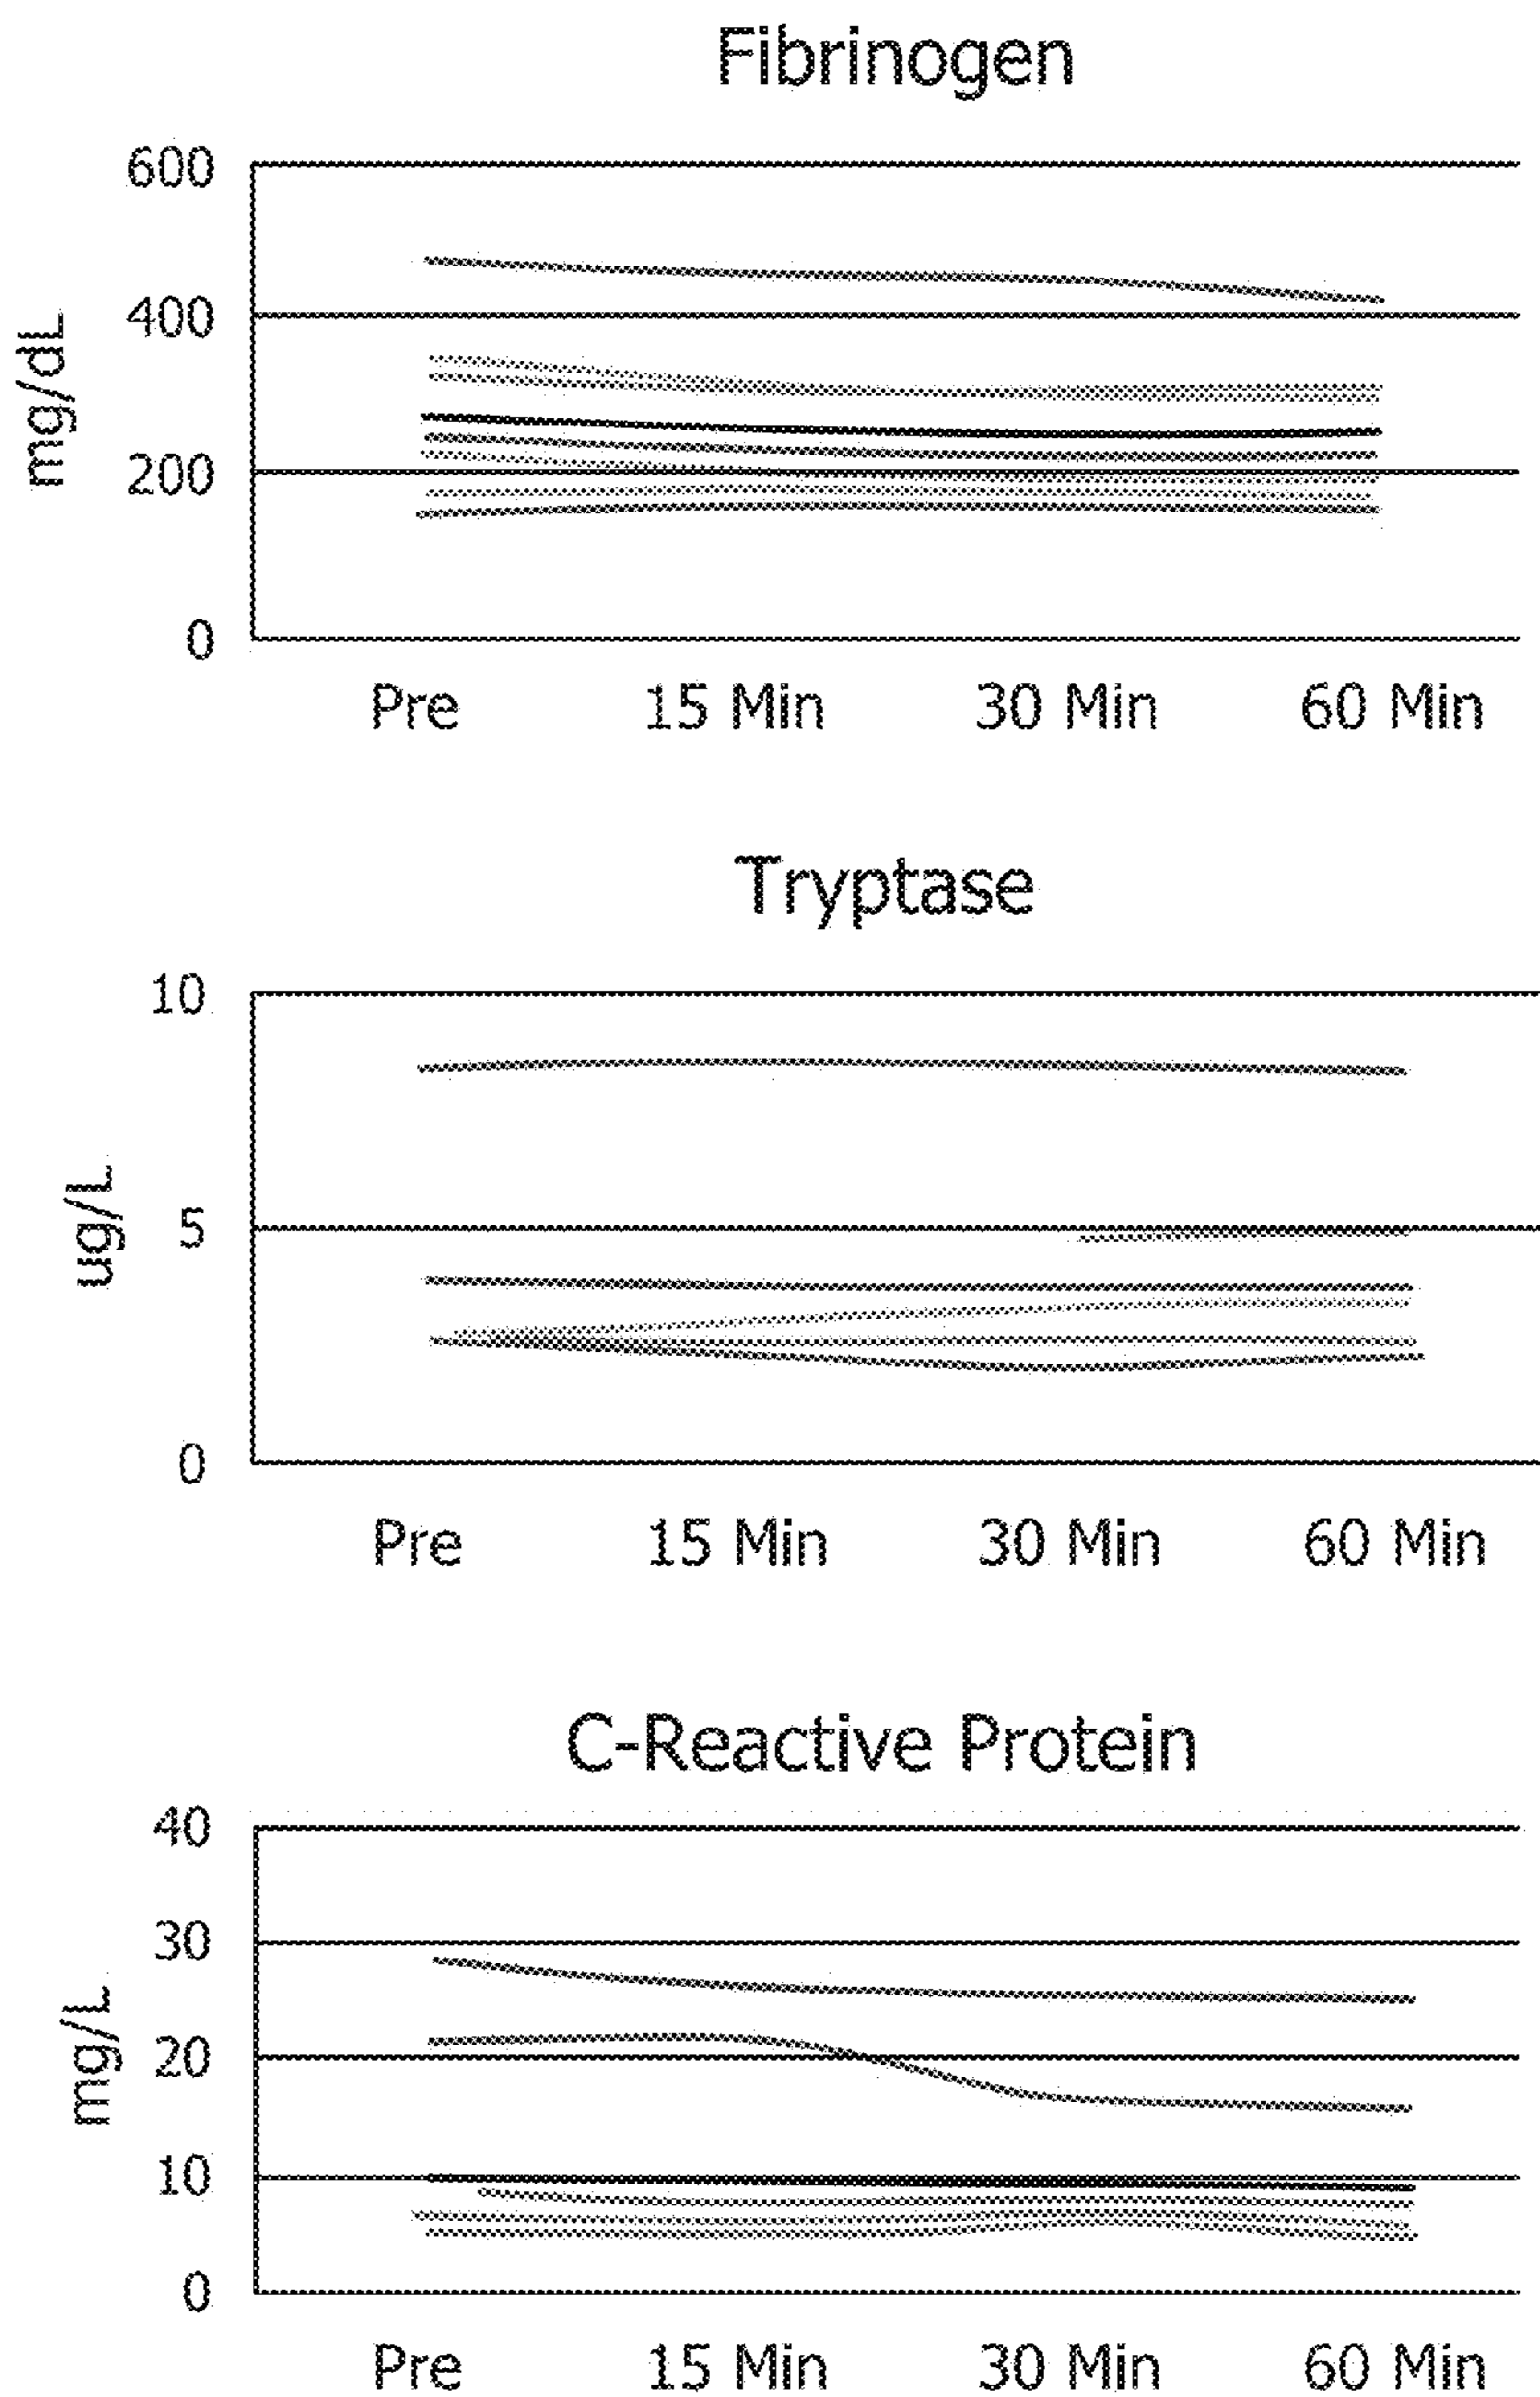 Fibrinogen
600
400
200
0
mg/dL
Pre 15 Min 30 Min 60 Min
Tryptase
10
5
0
ug/L
Pre 15 Min 30 Min 60 Min
C-Reactive Protein
40
30
20
10
0
mg/L
Pre 15 Min 30 Min 60 Min